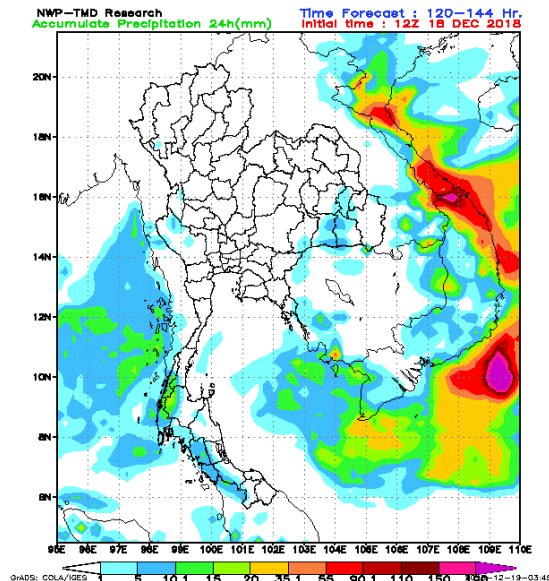 NWP-TMD Research Time Forecast : 120-144 Hr.
Accumulate Precipitation 24h(mm) Initial time : 12Z 18 DEC 2018
20N
18N
16N
14N
12N
10N
8N
6N
95E 96E 97E 98E 99E 100E 101E 102E 103E 104E 105E 106E 107E 108E 109E 110E
GrADS: COLA/IGES
1 5 10.1 15 20 35.1 55 90.1 110 150